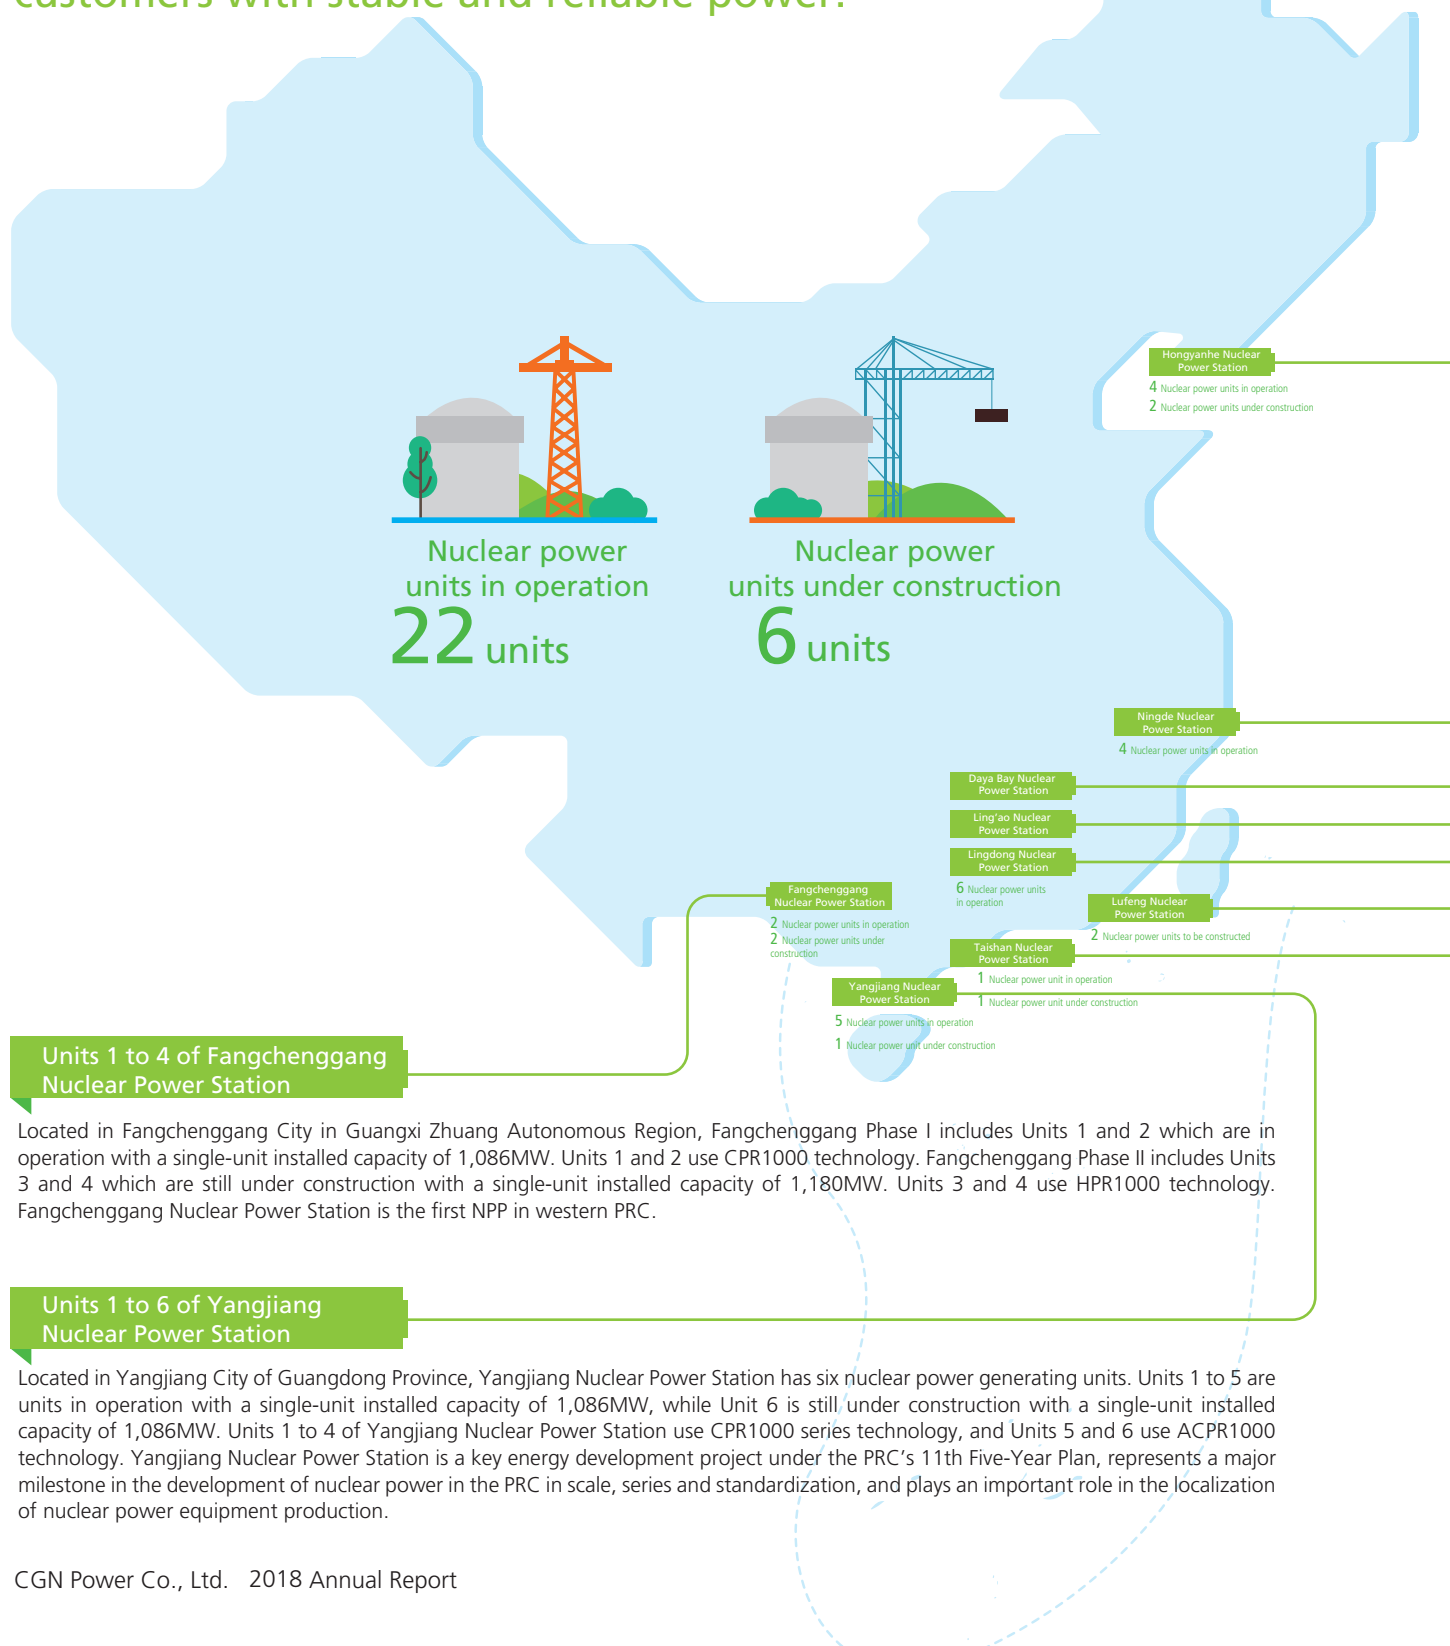 customers with stable and reliable power.
Hongyanhe Nuclear
Power Station
4 Nuclear power units in operation
2 Nuclear power units under construction
Nuclear power
units in operation
22 units
Nuclear power
units under construction
6 units
Ningde Nuclear
Power Station
4 Nuclear power units in operation
Daya Bay Nuclear
Power Station
Ling'ao Nuclear
Power Station
Lingdong Nuclear
Power Station
6 Nuclear power units
in operation
Fangchenggang
Nuclear Power Station
2 Nuclear power units in operation
2 Nuclear power units under
construction
Lufeng Nuclear
Power Station
2 Nuclear power units to be constructed
Taishan Nuclear
Power Station
1 Nuclear power unit in operation
1 Nuclear power unit under construction
Yangjiang Nuclear
Power Station
5 Nuclear power units in operation
1 Nuclear power unit under construction
Units 1 to 4 of Fangchenggang
Nuclear Power Station
Located in Fangchenggang City in Guangxi Zhuang Autonomous Region, Fangchenggang Phase I includes Units 1 and 2 which are in
operation with a single-unit installed capacity of 1,086MW. Units 1 and 2 use CPR1000 technology. Fangchenggang Phase II includes Units
3 and 4 which are still under construction with a single-unit installed capacity of 1,180MW. Units 3 and 4 use HPR1000 technology.
Fangchenggang Nuclear Power Station is the first NPP in western PRC.
Units 1 to 6 of Yangjiang
Nuclear Power Station
Located in Yangjiang City of Guangdong Province, Yangjiang Nuclear Power Station has six nuclear power generating units. Units 1 to 5 are
units in operation with a single-unit installed capacity of 1,086MW, while Unit 6 is still under construction with a single-unit installed
capacity of 1,086MW. Units 1 to 4 of Yangjiang Nuclear Power Station use CPR1000 series technology, and Units 5 and 6 use ACPR1000
technology. Yangjiang Nuclear Power Station is a key energy development project under the PRC's 11th Five-Year Plan, represents a major
milestone in the development of nuclear power in the PRC in scale, series and standardization, and plays an important role in the localization
of nuclear power equipment production.
CGN Power Co., Ltd. 2018 Annual Report